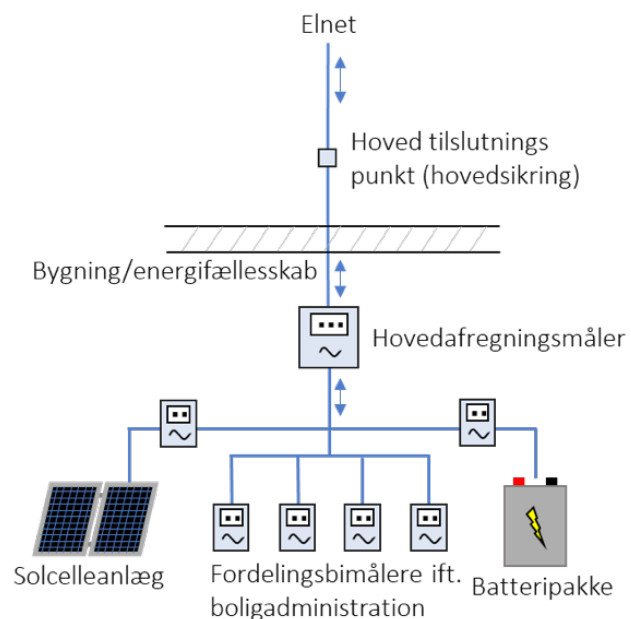 Elnet
Hoved tilslutnings
punkt (hovedsikring)
Bygning/energifællesskab
Hovedafregningsmåler
Solcelleanlæg
Fordelingsbimålere ift.
boligadministration
Batteripakke